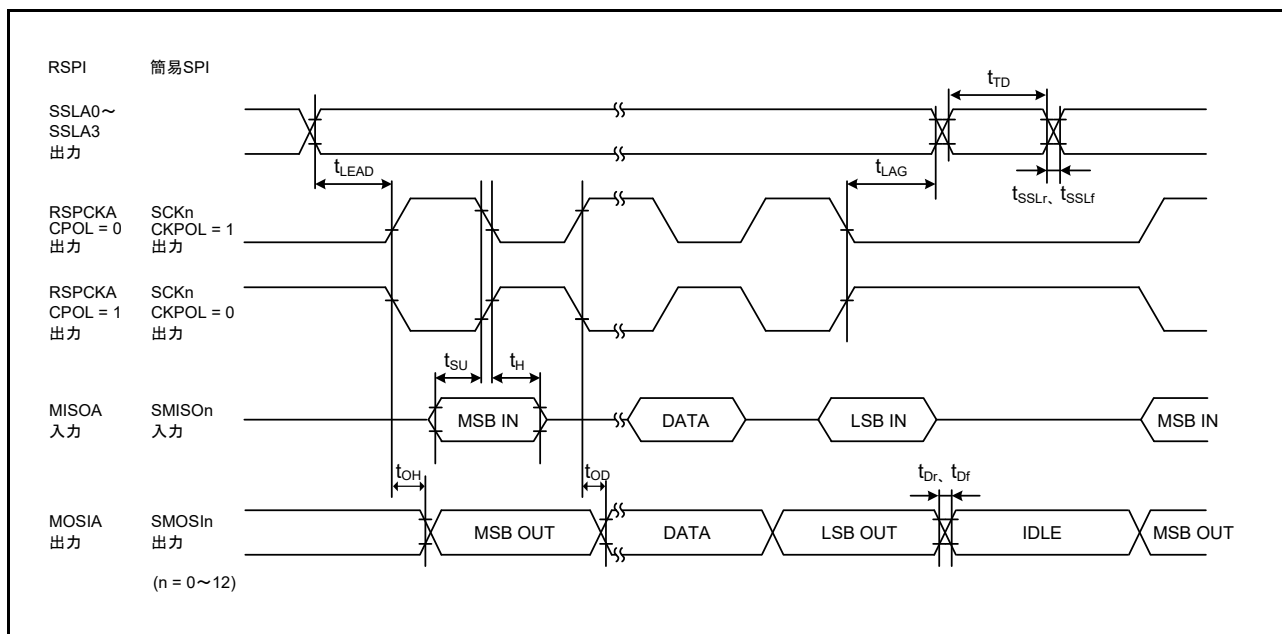 RSPI 簡易SPI
SSLA0～
SSLA3
出力
tTD
tLEAD
tLAG
tSSLr、tSSLf
RSPCKA SCKn
CPOL = 0 CKPOL = 1
出力 出力
RSPCKA SCKn
CPOL = 1 CKPOL = 0
出力 出力
tSU tH
MISOA SMISOn
入力 入力
MSB IN DATA LSB IN MSB IN
tOH tOD tDr、tDf
MOSIA SMOSIn
出力 出力
MSB OUT DATA LSB OUT IDLE MSB OUT
(n = 0～12)